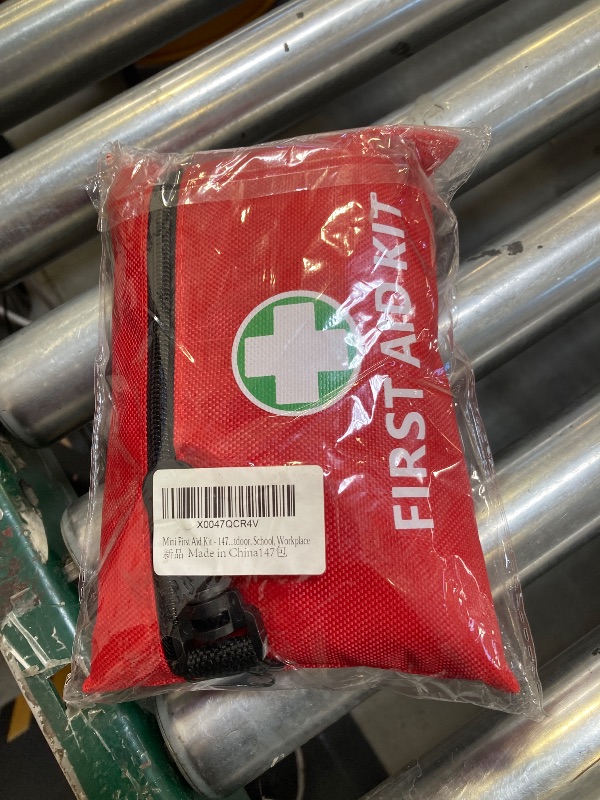 FIRST AID KIT
X0047QCR4V
Mini First Aid Kit - 147...tdoor, School, Workplace
新品 Made in China147包